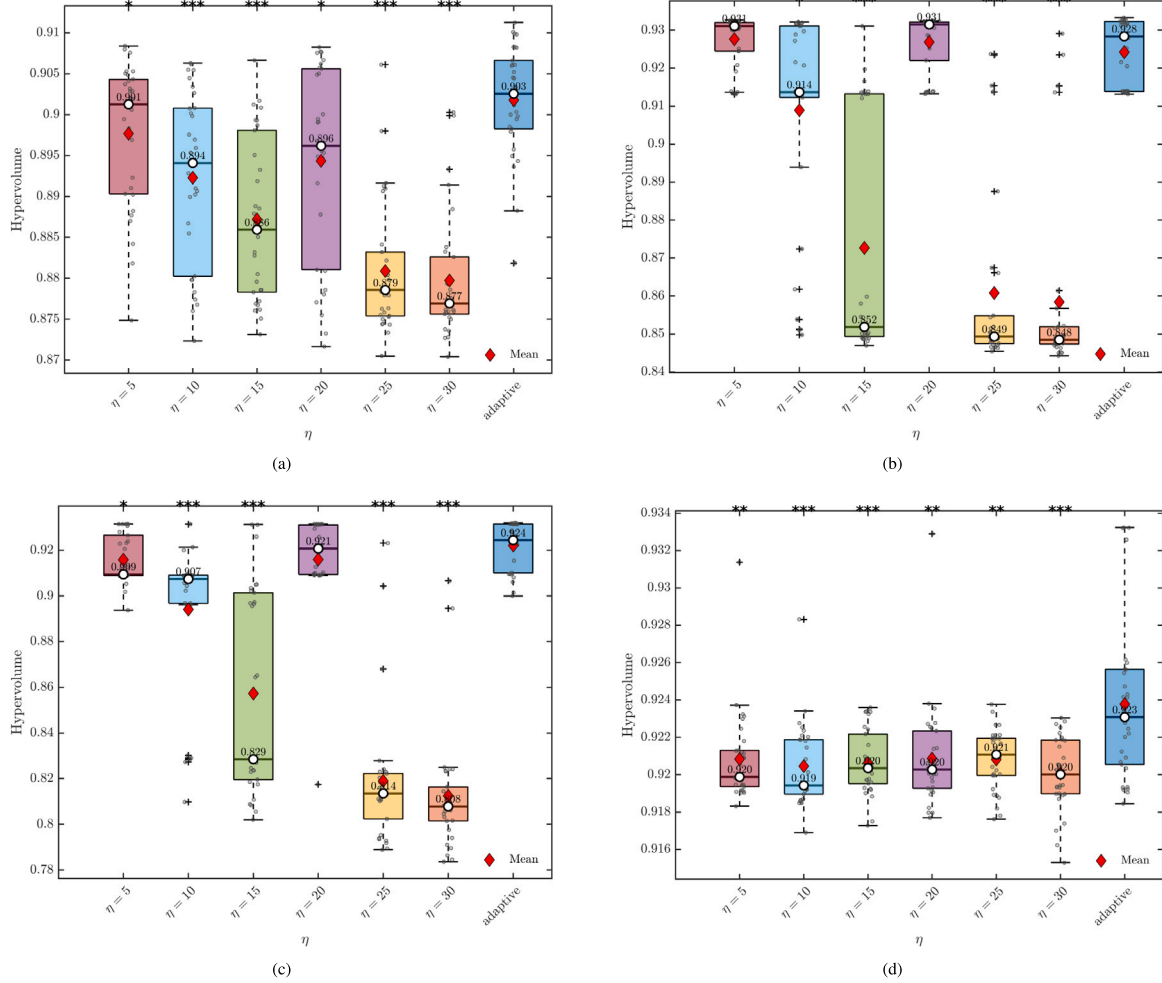 * *** *** * *** ***
0.91
0.905
0.9
0.895
0.89
0.885
0.88
0.875
0.87
Hypervolume
0.901
0.894
0.896
0.879
0.877
0.903
Mean
η = 5
η = 10
η = 15
η = 20
η = 25
η = 30
adaptive
η
(a)
0.93
0.92
0.91
0.9
0.89
0.88
0.87
0.86
0.85
0.84
Hypervolume
0.931
0.914
0.852
0.931
0.849
0.848
0.928
Mean
η = 5
η = 10
η = 15
η = 20
η = 25
η = 30
adaptive
η
(b)
* *** *** *** ***
0.92
0.9
0.88
0.86
0.84
0.82
0.8
0.78
Hypervolume
0.907
0.829
0.921
0.924
Mean
η = 5
η = 10
η = 15
η = 20
η = 25
η = 30
adaptive
η
(c)
** *** *** ** ** ***
0.934
0.932
0.93
0.928
0.926
0.924
0.922
0.92
0.918
0.916
Hypervolume
0.920
0.919
0.920
0.920
0.921
0.920
0.923
Mean
η = 5
η = 10
η = 15
η = 20
η = 25
η = 30
adaptive
η
(d)